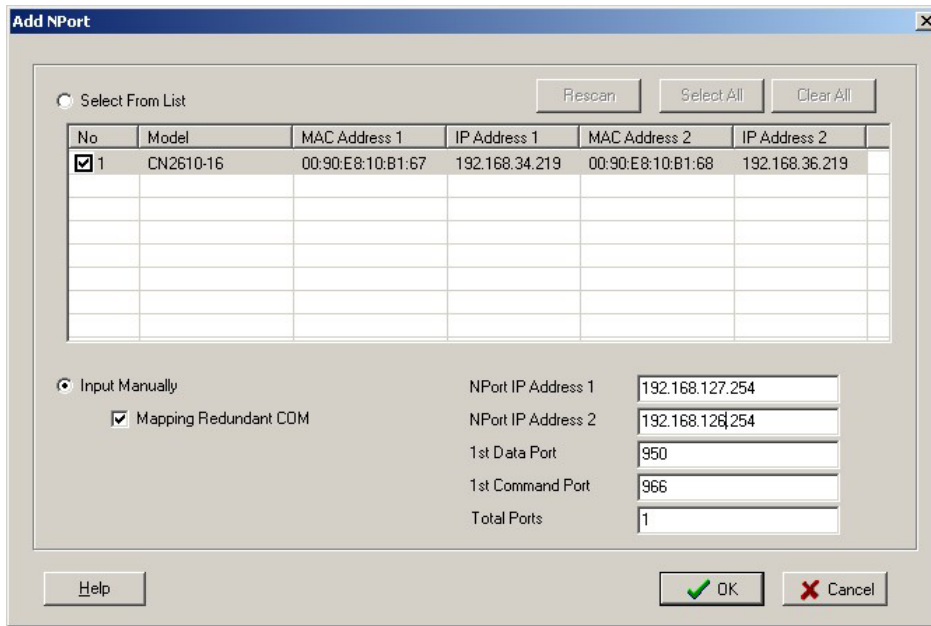 Add NPort
Select From List
Rescan Select All Clear All
No Model MAC Address 1 IP Address 1 MAC Address 2 IP Address 2
1 CN2610-16 00:90:E8:10:B1:67 192.168.34.219 00:90:E8:10:B1:68 192.168.36.219
Input Manually NPort IP Address 1 192.168.127.254
Mapping Redundant COM NPort IP Address 2 192.168.126.254
1st Data Port 950
1st Command Port 966
Total Ports 1
Help OK Cancel